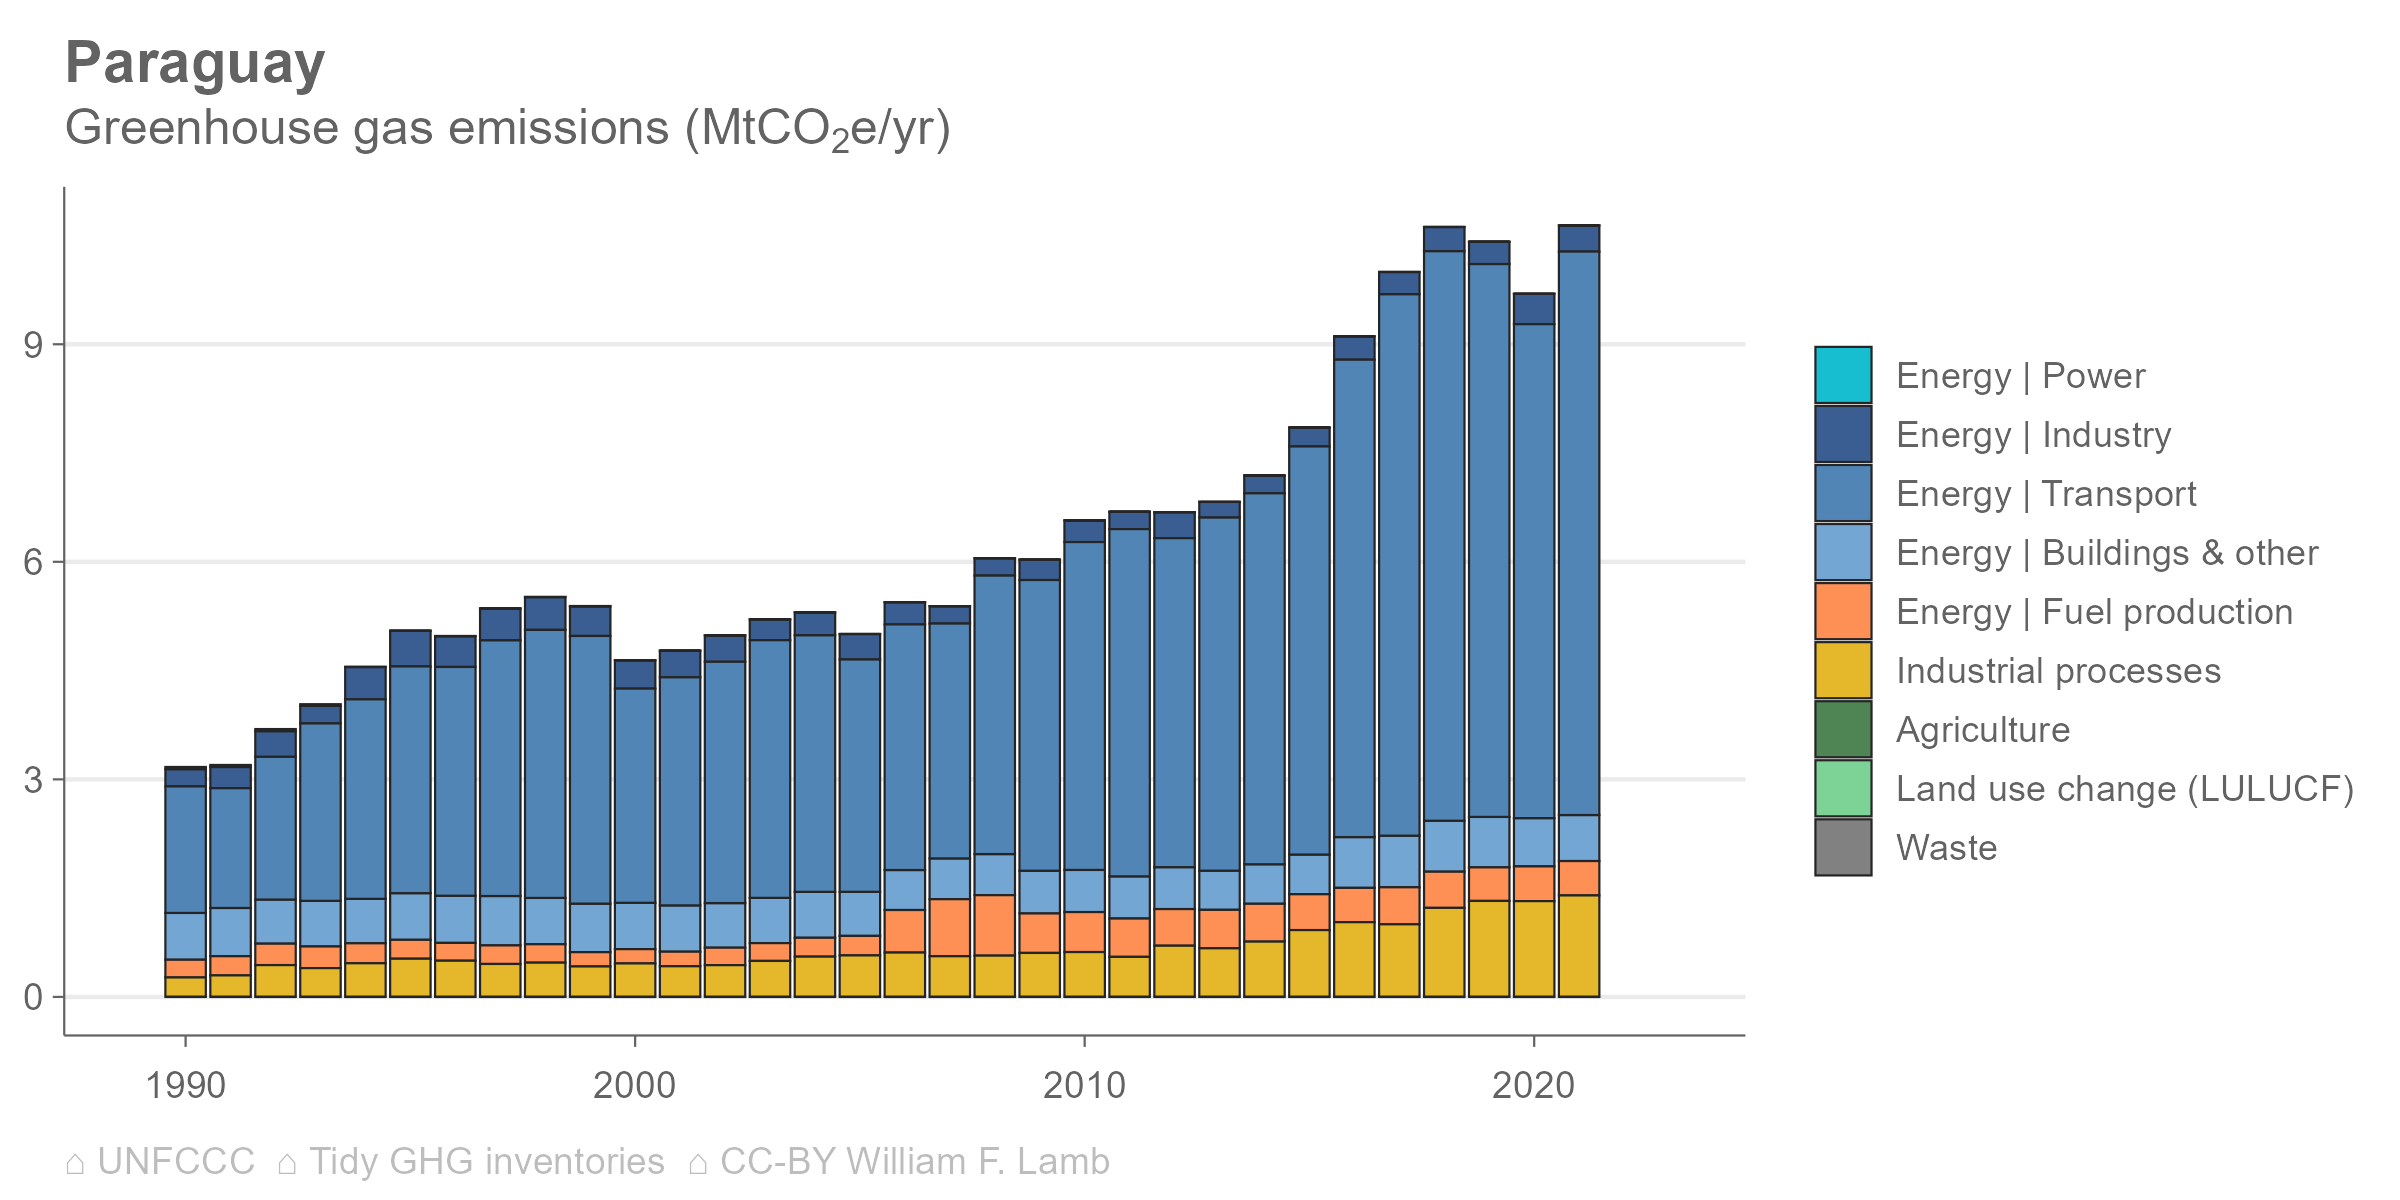 Paraguay
Greenhouse gas emissions (MtCO₂e/yr)
9
6
3
0
1990 2000 2010 2020
Energy | Power
Energy | Industry
Energy | Transport
Energy | Buildings & other
Energy | Fuel production
Industrial processes
Agriculture
Land use change (LULUCF)
Waste
⌂ UNFCCC ⌂ Tidy GHG inventories ⌂ CC-BY William F. Lamb